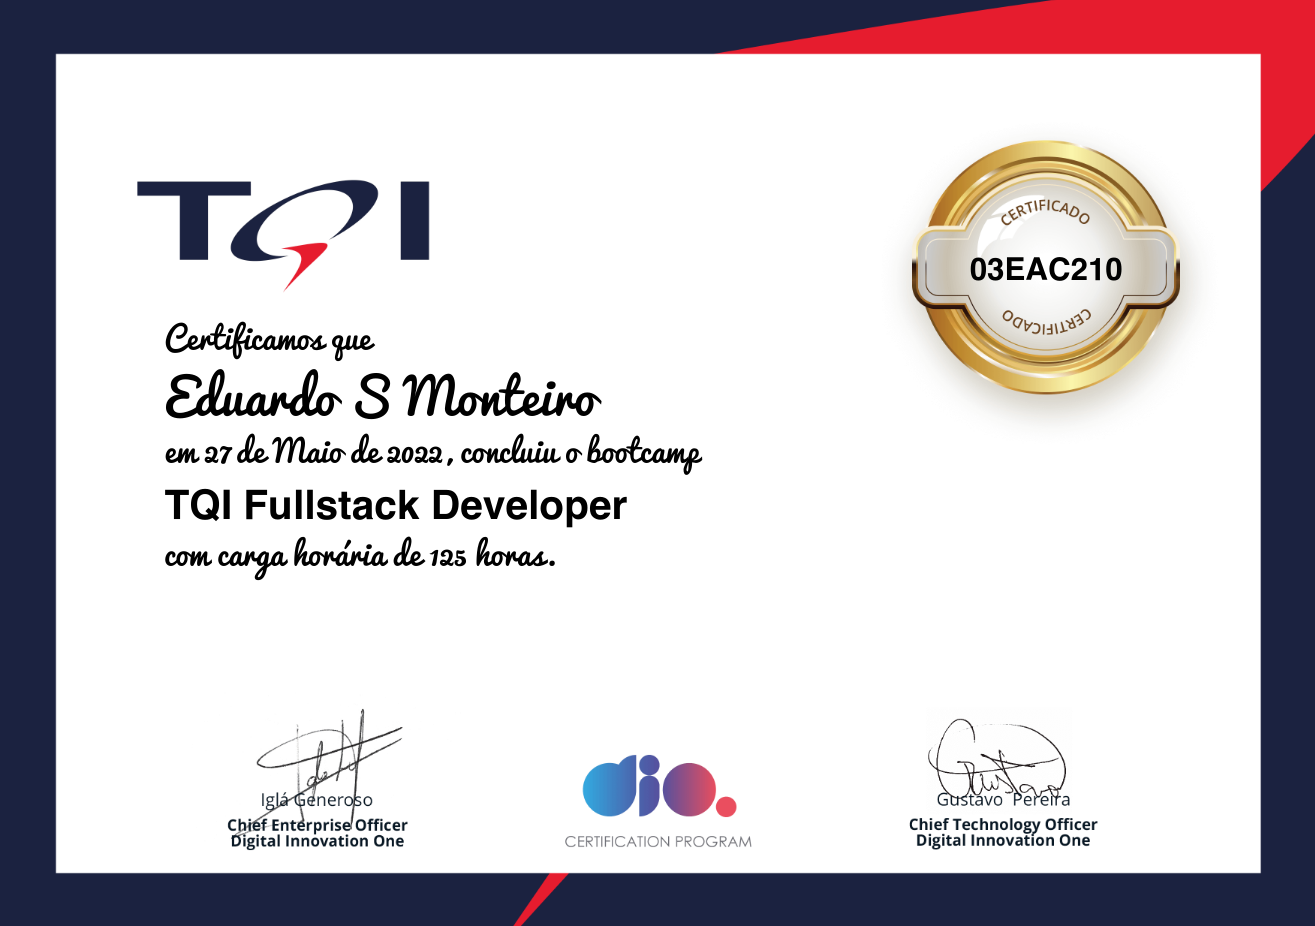 TQI
CERTIFICADO
03EAC210
CERTIFICADO
Certificamos que
Eduardo S Monteiro
em 27 de Maio de 2022, concluiu o bootcamp
TQI Fullstack Developer
com carga horária de 125 horas.
Iglá Generoso
Chief Enterprise Officer
Digital Innovation One
dio.
CERTIFICATION PROGRAM
Gustavo Pereira
Chief Technology Officer
Digital Innovation One